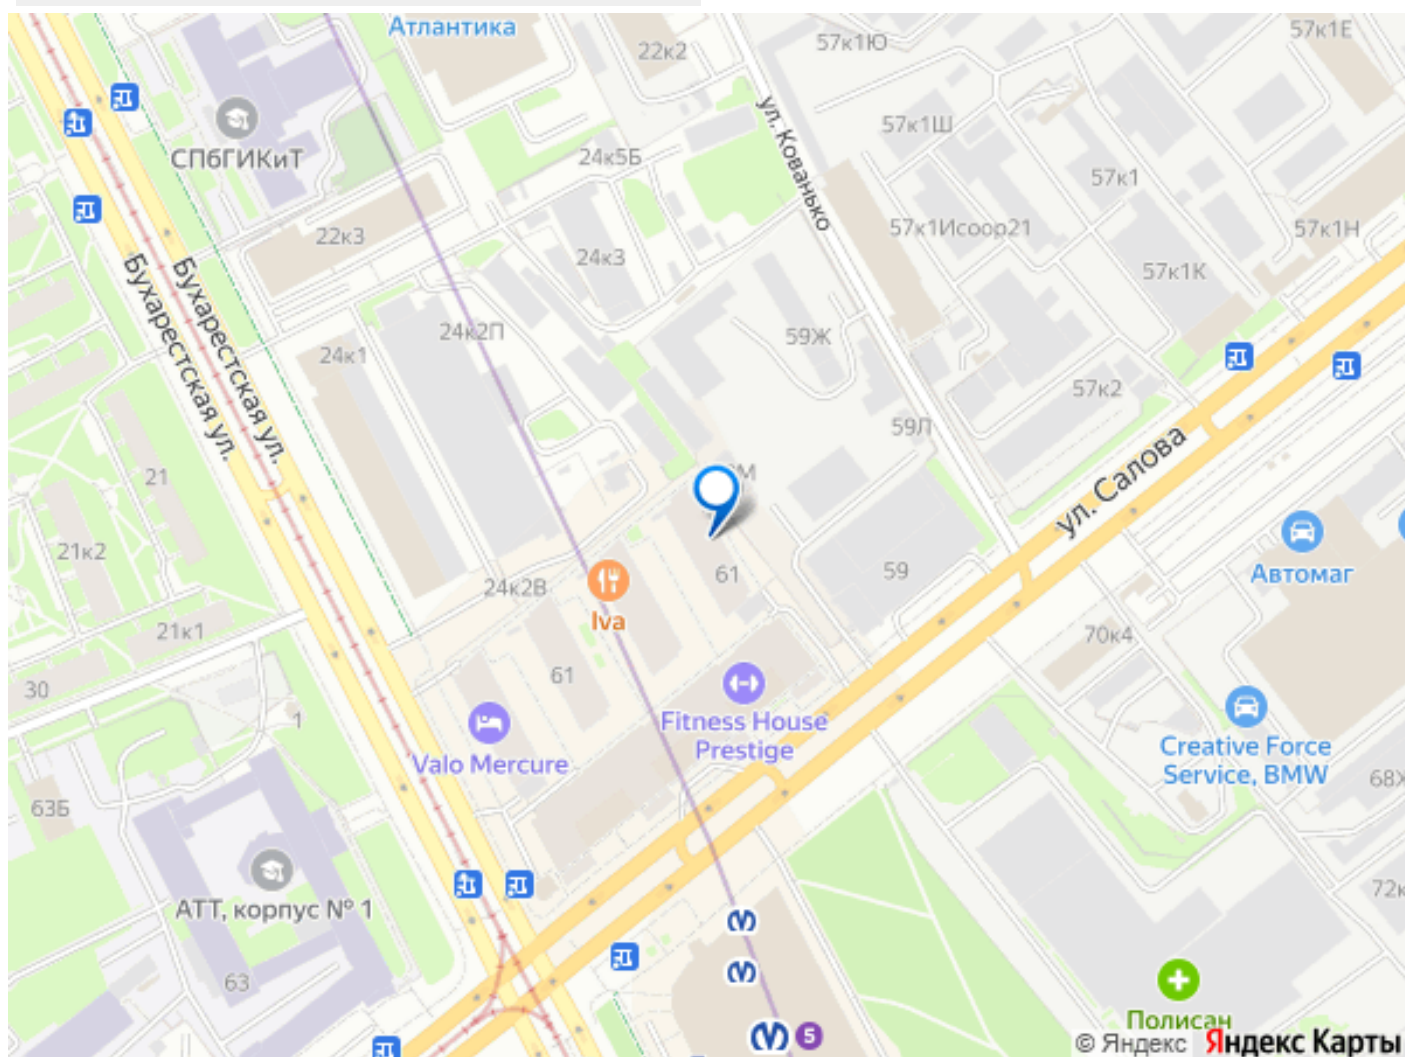 Атлантика
22к2
57к1Ю
57к1Е
ул. Кованько
СПбГИКиТ
24к5Б
57к1Ш
57к1
22к3
24к3
57к1Исоор21
57к1Н
57к1К
Бухарестская ул.
Бухарестская ул.
24к1
24к2П
59Ж
57к2
59Л
ул. Салова
21
21к2
24к2В
61
59
Автомаг
Iva
21к1
70к4
30
1
61
Valo Mercure
Fitness House
Prestige
Creative Force
Service, BMW
68
63Б
АТТ, корпус № 1
72
63
Полисан
5
© Яндекс Яндекс Карты